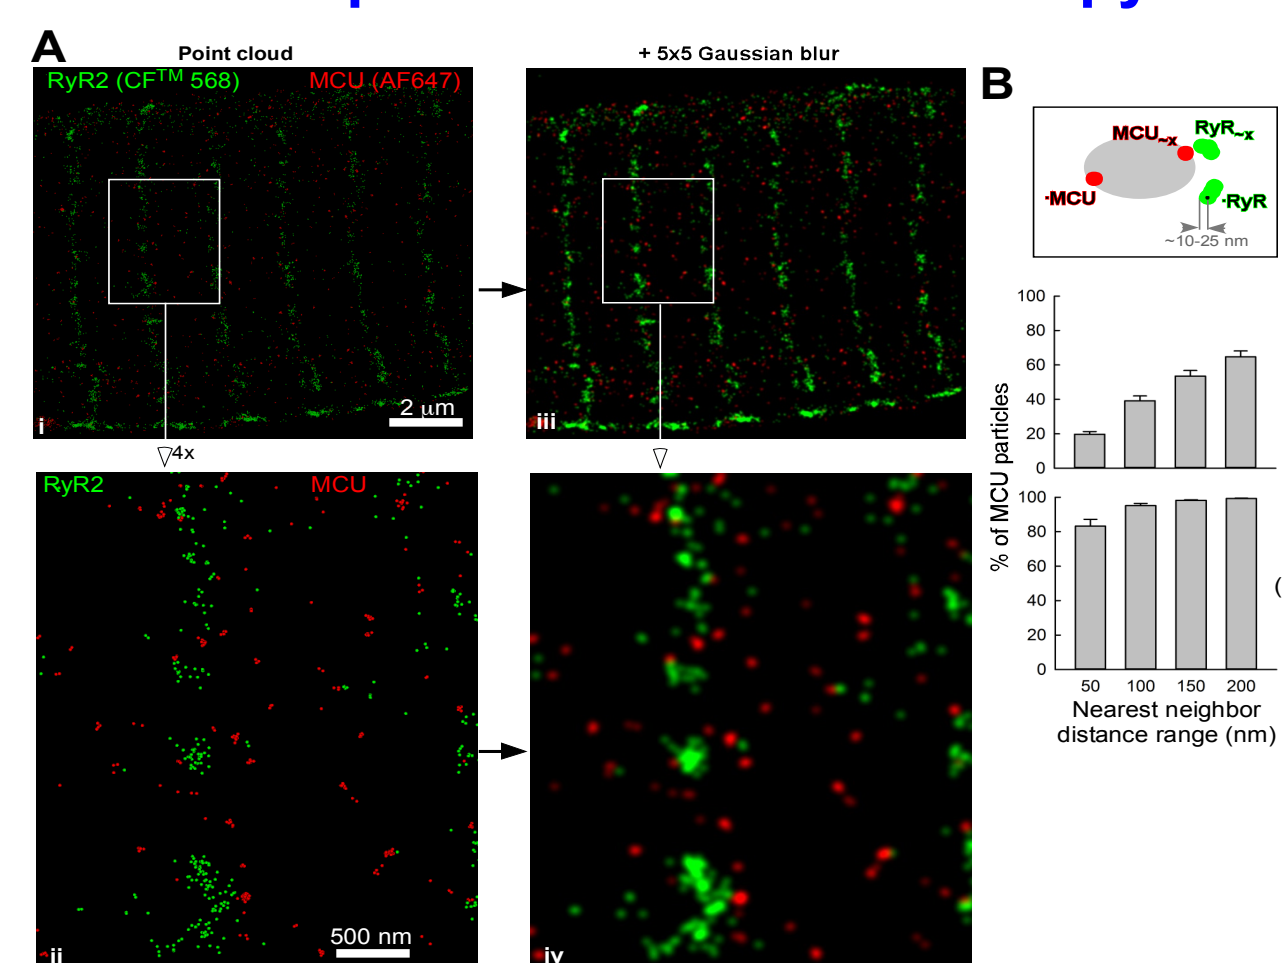 A
Point cloud
+ 5x5 Gaussian blur
RyR2 (CF™ 568)
MCU (AF647)
i
2 µm
iii
4x
RyR2
MCU
ii
500 nm
iv
B
MCU~x
RyR~x
·MCU
·RyR
~10-25 nm
% of MCU particles
100
80
60
40
20
0
100
80
60
40
20
0
(
50 100 150 200
Nearest neighbor
distance range (nm)